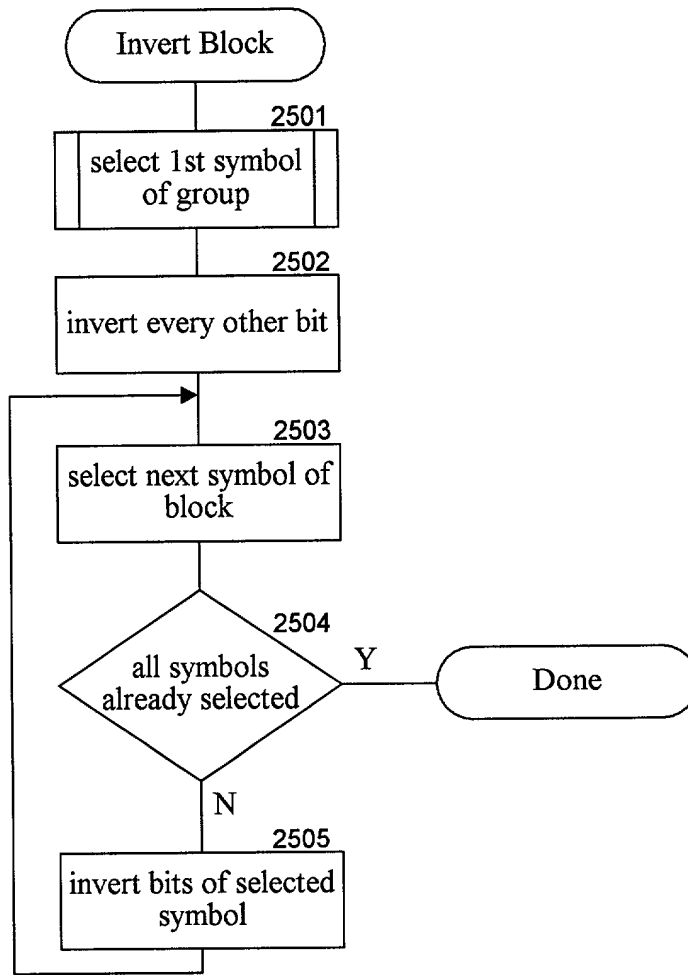 Invert Block
2501
select 1st symbol
of group
2502
invert every other bit
2503
select next symbol of
block
2504
all symbols
already selected
Y
Done
N
2505
invert bits of selected
symbol